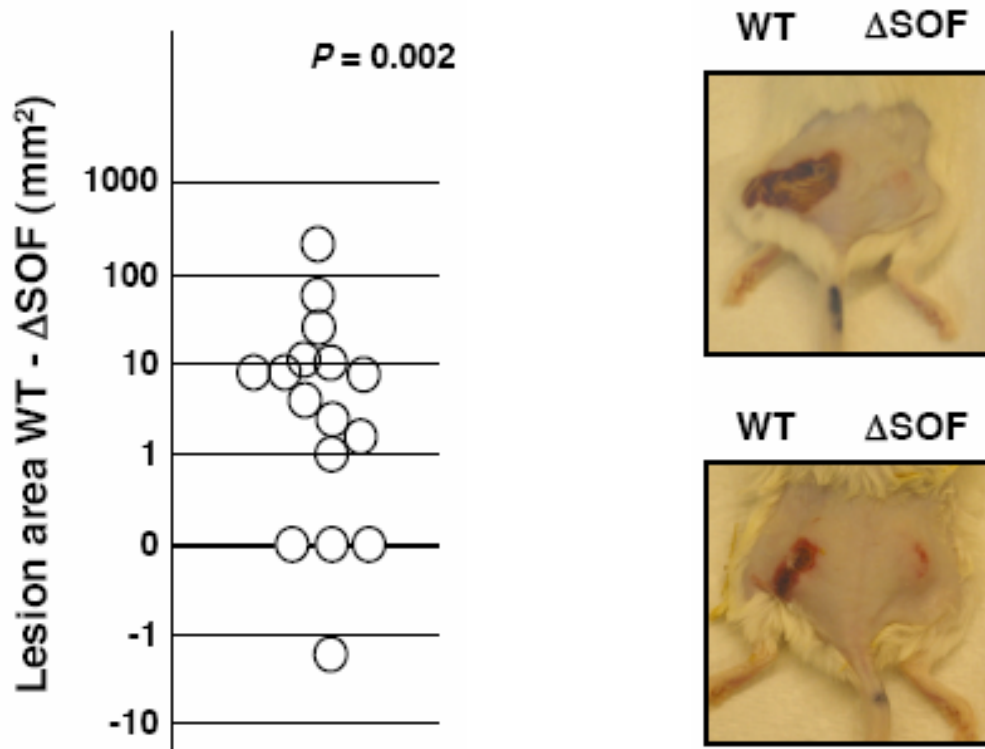 Lesion area WT - ΔSOF (mm²)
P = 0.002
1000
100
10
1
0
-1
-10
WT ΔSOF
WT ΔSOF